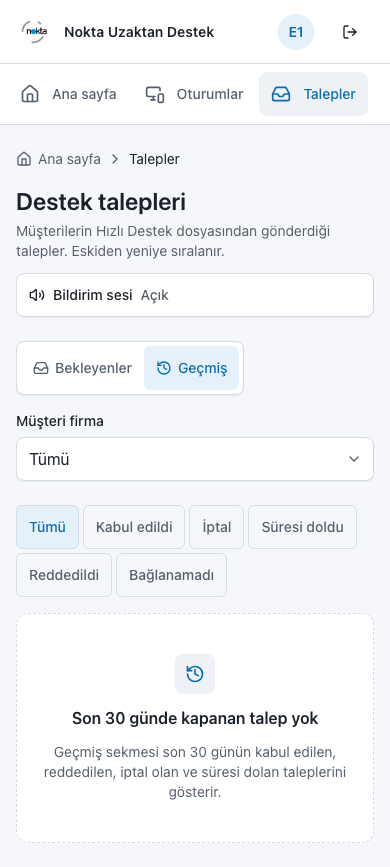 nokta
Nokta Uzaktan Destek
E1
Ana sayfa
Oturumlar
Talepler
Ana sayfa
Talepler
Destek talepleri
Müşterilerin Hızlı Destek dosyasından gönderdiği
talepler. Eskiden yeniye sıralanır.
Bildirim sesi Açık
Bekleyenler
Geçmiş
Müşteri firma
Tümü
Tümü
Kabul edildi
İptal
Süresi doldu
Reddedildi
Bağlanamadı
Son 30 günde kapanan talep yok
Geçmiş sekmesi son 30 günün kabul edilen,
reddedilen, iptal olan ve süresi dolan taleplerini
gösterir.